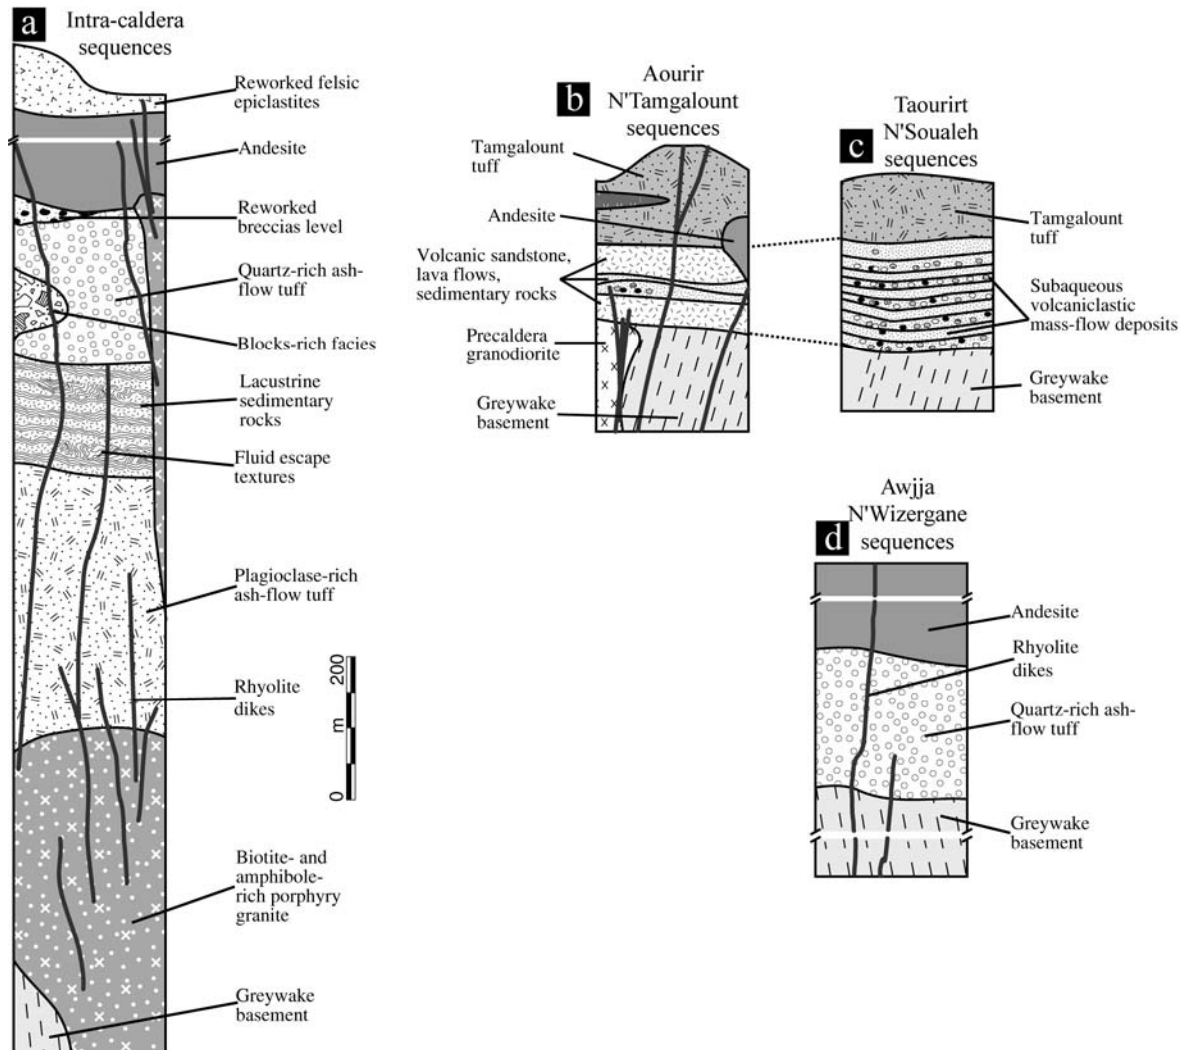 a
Intra-caldera
sequences
Reworked felsic
epiclastites
Andesite
Reworked
breccias level
Quartz-rich ash-
flow tuff
Blocks-rich facies
Lacustrine
sedimentary
rocks
Fluid escape
textures
Plagioclase-rich
ash-flow tuff
Rhyolite
dikes
Biotite- and
amphibole-
rich porphyry
granite
Greywake
basement
200
m
0
b
Aourir
N'Tamgalount
sequences
Tamgalount
tuff
Andesite
Volcanic sandstone,
lava flows,
sedimentary rocks
Precaldera
granodiorite
Greywake
basement
c
Taourirt
N'Soualeh
sequences
Tamgalount
tuff
Subaqueous
volcaniclastic
mass-flow deposits
Greywake
basement
d
Awjja
N'Wizergane
sequences
Andesite
Rhyolite
dikes
Quartz-rich ash-
flow tuff
Greywake
basement